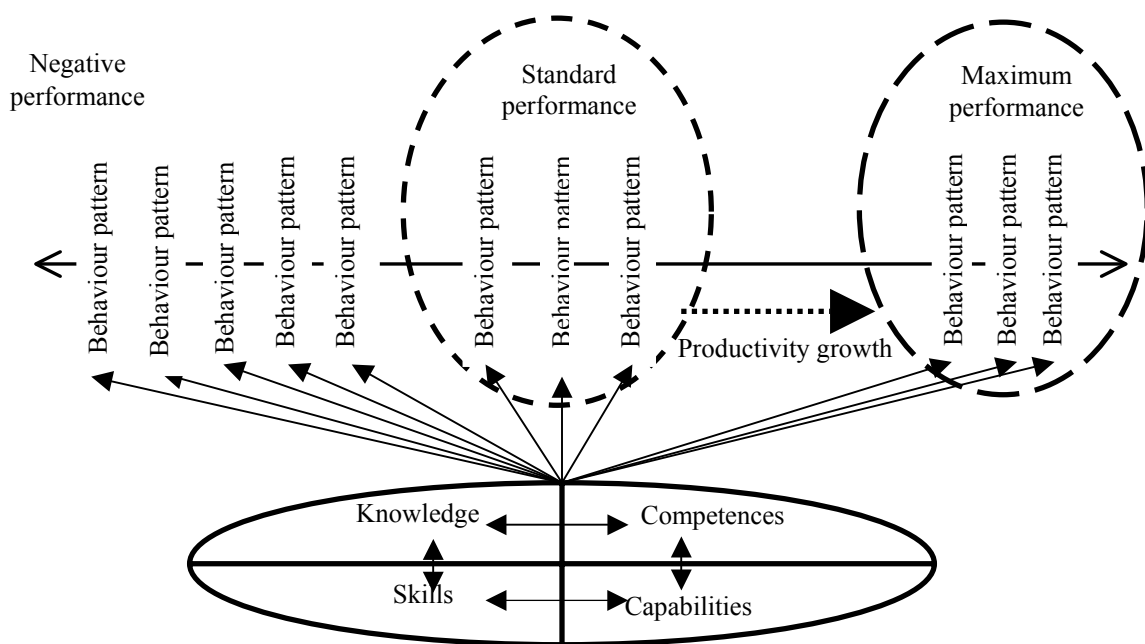 Negative
performance
Standard
performance
Maximum
performance
Behaviour pattern
Behaviour pattern
Behaviour pattern
Behaviour pattern
Behaviour pattern
Behaviour pattern
Behaviour pattern
Behaviour pattern
Behaviour pattern
Behaviour pattern
Behaviour pattern
Productivity growth
Knowledge
Competences
Skills
Capabilities